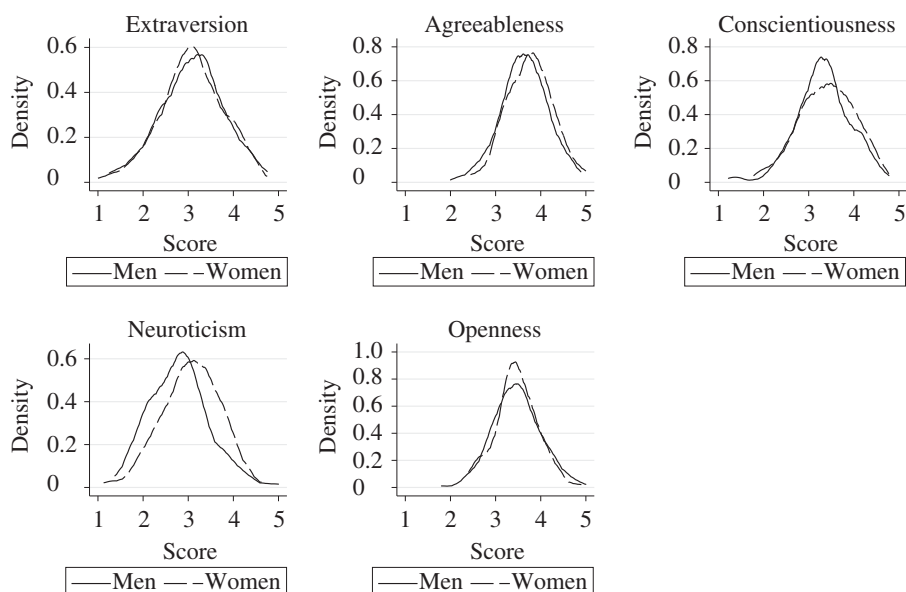 Extraversion
0.6
0.4
0.2
0
Density
1 2 3 4 5
Score
Men Women
Agreeableness
0.8
0.6
0.4
0.2
0
Density
1 2 3 4 5
Score
Men Women
Conscientiousness
0.8
0.6
0.4
0.2
0
Density
1 2 3 4 5
Score
Men Women
Neuroticism
0.6
0.4
0.2
0
Density
1 2 3 4 5
Score
Men Women
Openness
1.0
0.8
0.6
0.4
0.2
0
Density
1 2 3 4 5
Score
Men Women